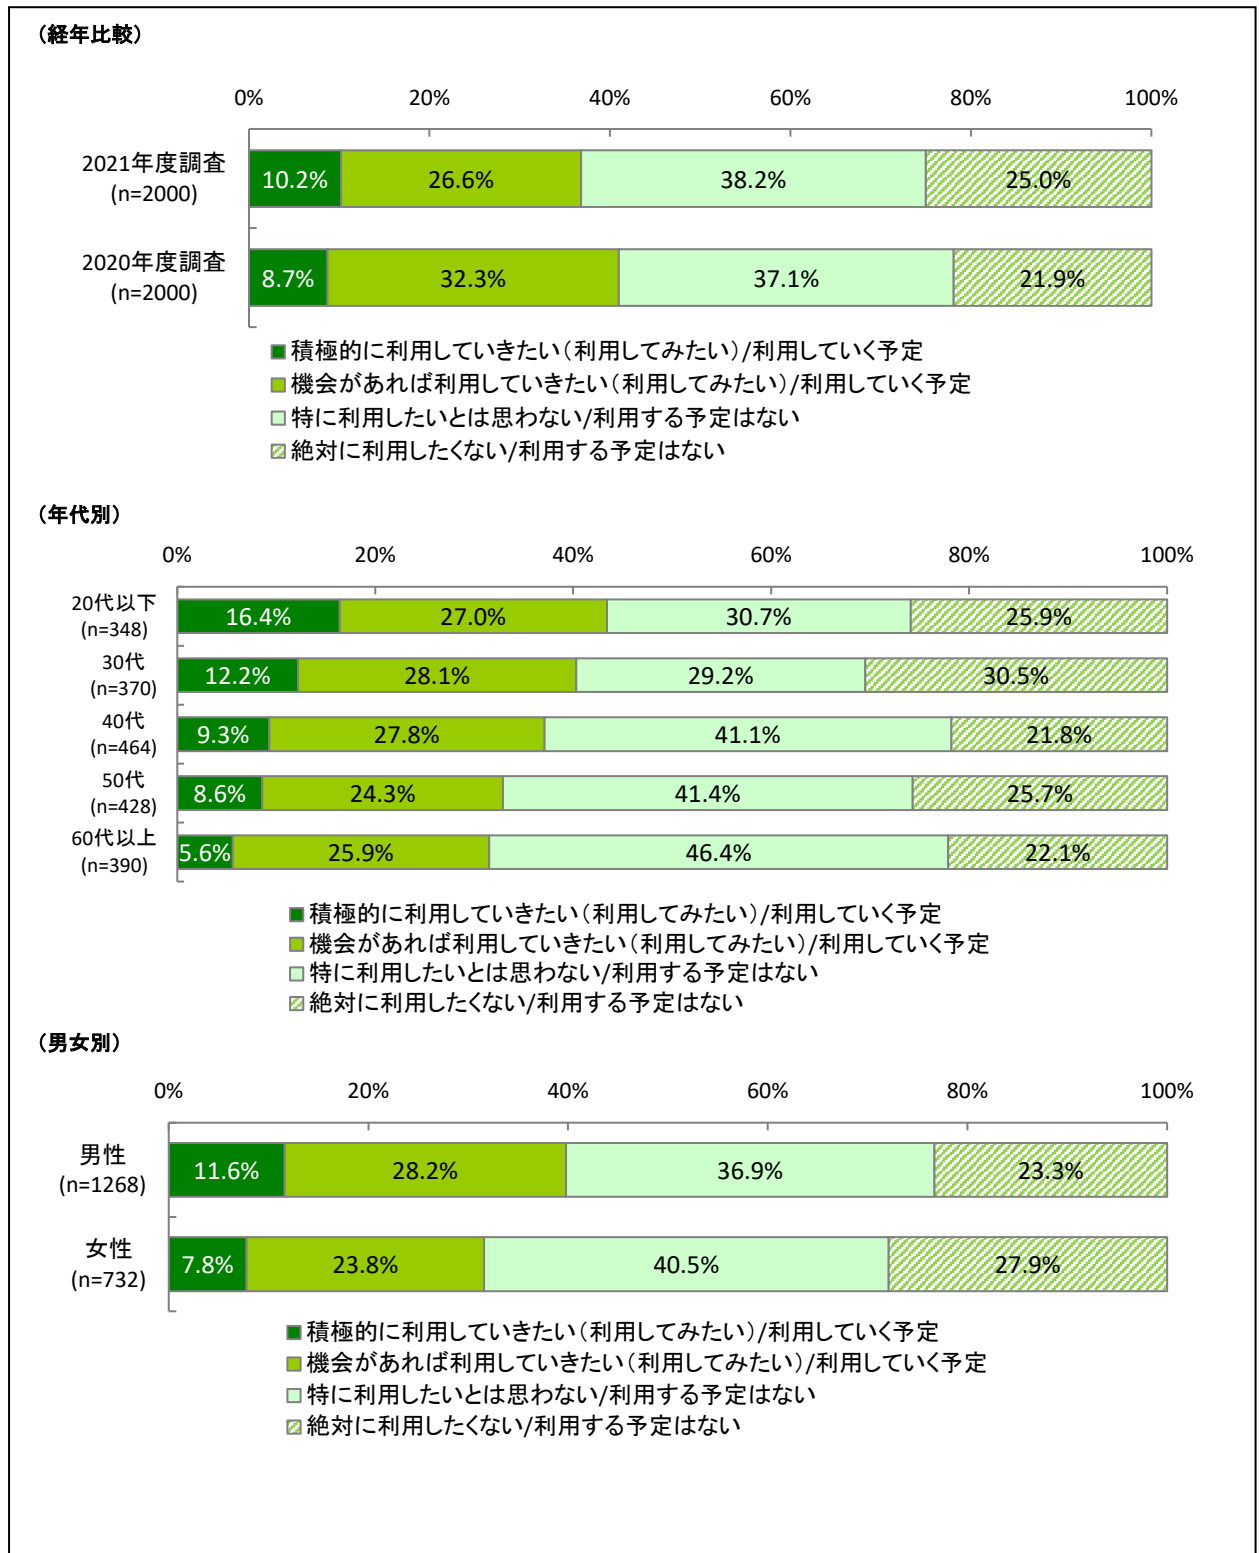 （経年比較）
0% 20% 40% 60% 80% 100%
2021年度調査
(n=2000)
10.2% 26.6% 38.2% 25.0%
2020年度調査
(n=2000)
8.7% 32.3% 37.1% 21.9%
積極的に利用していきたい（利用してみたい）/利用していく予定
機会があれば利用していきたい（利用してみたい）/利用していく予定
特に利用したいとは思わない/利用する予定はない
絶対に利用したくない/利用する予定はない
（年代別）
0% 20% 40% 60% 80% 100%
20代以下
(n=348)
16.4% 27.0% 30.7% 25.9%
30代
(n=370)
12.2% 28.1% 29.2% 30.5%
40代
(n=464)
9.3% 27.8% 41.1% 21.8%
50代
(n=428)
8.6% 24.3% 41.4% 25.7%
60代以上
(n=390)
5.6% 25.9% 46.4% 22.1%
積極的に利用していきたい（利用してみたい）/利用していく予定
機会があれば利用していきたい（利用してみたい）/利用していく予定
特に利用したいとは思わない/利用する予定はない
絶対に利用したくない/利用する予定はない
（男女別）
0% 20% 40% 60% 80% 100%
男性
(n=1268)
11.6% 28.2% 36.9% 23.3%
女性
(n=732)
7.8% 23.8% 40.5% 27.9%
積極的に利用していきたい（利用してみたい）/利用していく予定
機会があれば利用していきたい（利用してみたい）/利用していく予定
特に利用したいとは思わない/利用する予定はない
絶対に利用したくない/利用する予定はない